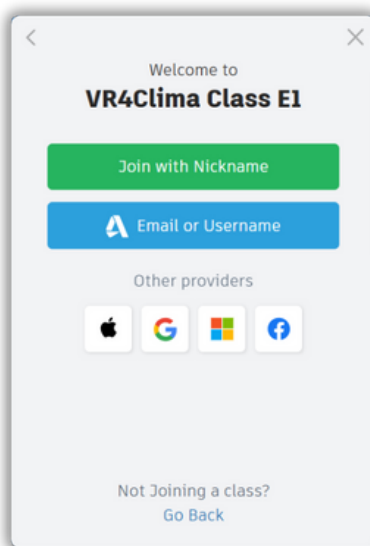 Welcome to
VR4Clima Class E1
Join with Nickname
Email or Username
Other providers
Not Joining a class?
Go Back